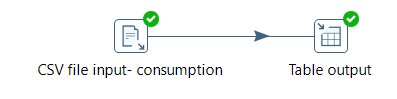 CSV file input- consumption
Table output